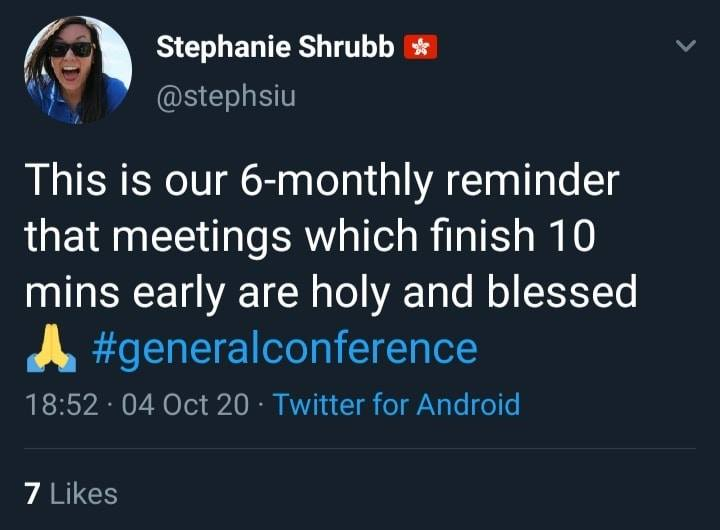 Stephanie Shrubb 🇭🇰
@stephsiu
This is our 6-monthly reminder
that meetings which finish 10
mins early are holy and blessed
🙏 #generalconference
18:52 · 04 Oct 20 · Twitter for Android
7 Likes